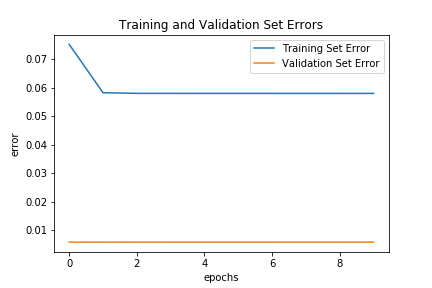 Training and Validation Set Errors
Training Set Error
Validation Set Error
0.07
0.06
0.05
0.04
0.03
0.02
0.01
error
0 2 4 6 8
epochs